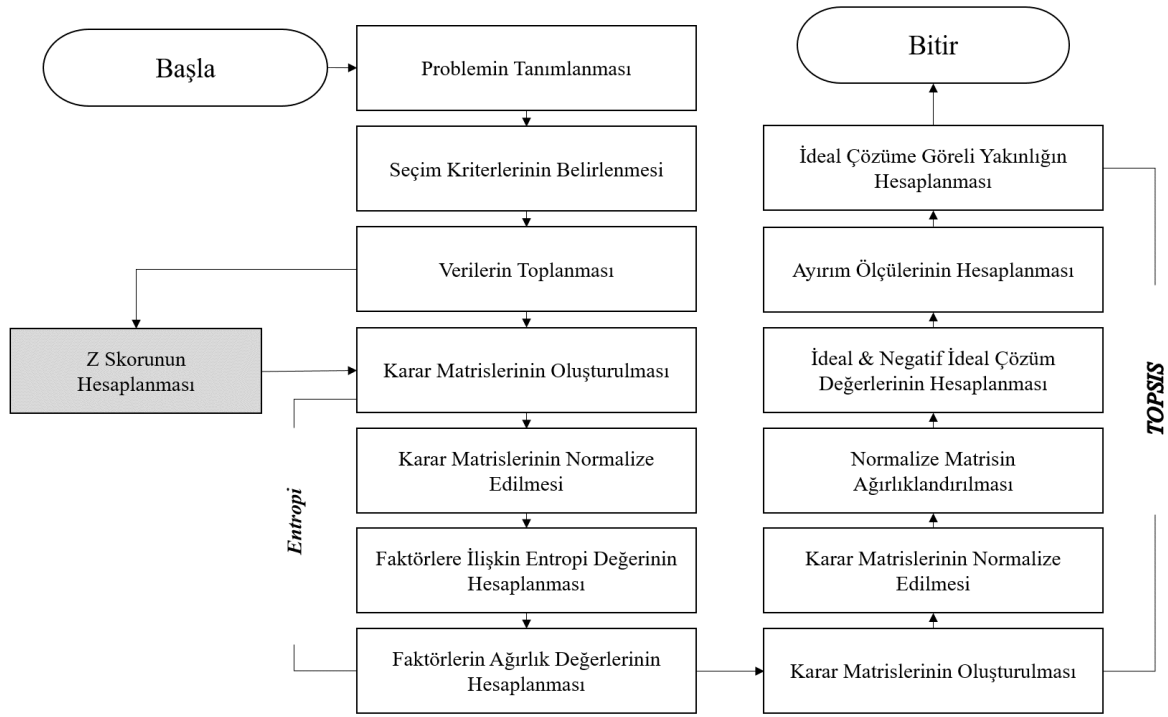 Başla
Problemin Tanımlanması
Seçim Kriterlerinin Belirlenmesi
Verilerin Toplanması
Z Skorunun
Hesaplanması
Karar Matrislerinin Oluşturulması
Entropi
Karar Matrislerinin Normalize
Edilmesi
Faktörlere İlişkin Entropi Değerinin
Hesaplanması
Faktörlerin Ağırlık Değerlerinin
Hesaplanması
Bitir
İdeal Çözüme Göreli Yakınlığın
Hesaplanması
Ayırım Ölçülerinin Hesaplanması
İdeal & Negatif İdeal Çözüm
Değerlerinin Hesaplanması
TOPSIS
Normalize Matrisin
Ağırlıklandırılması
Karar Matrislerinin Normalize
Edilmesi
Karar Matrislerinin Oluşturulması